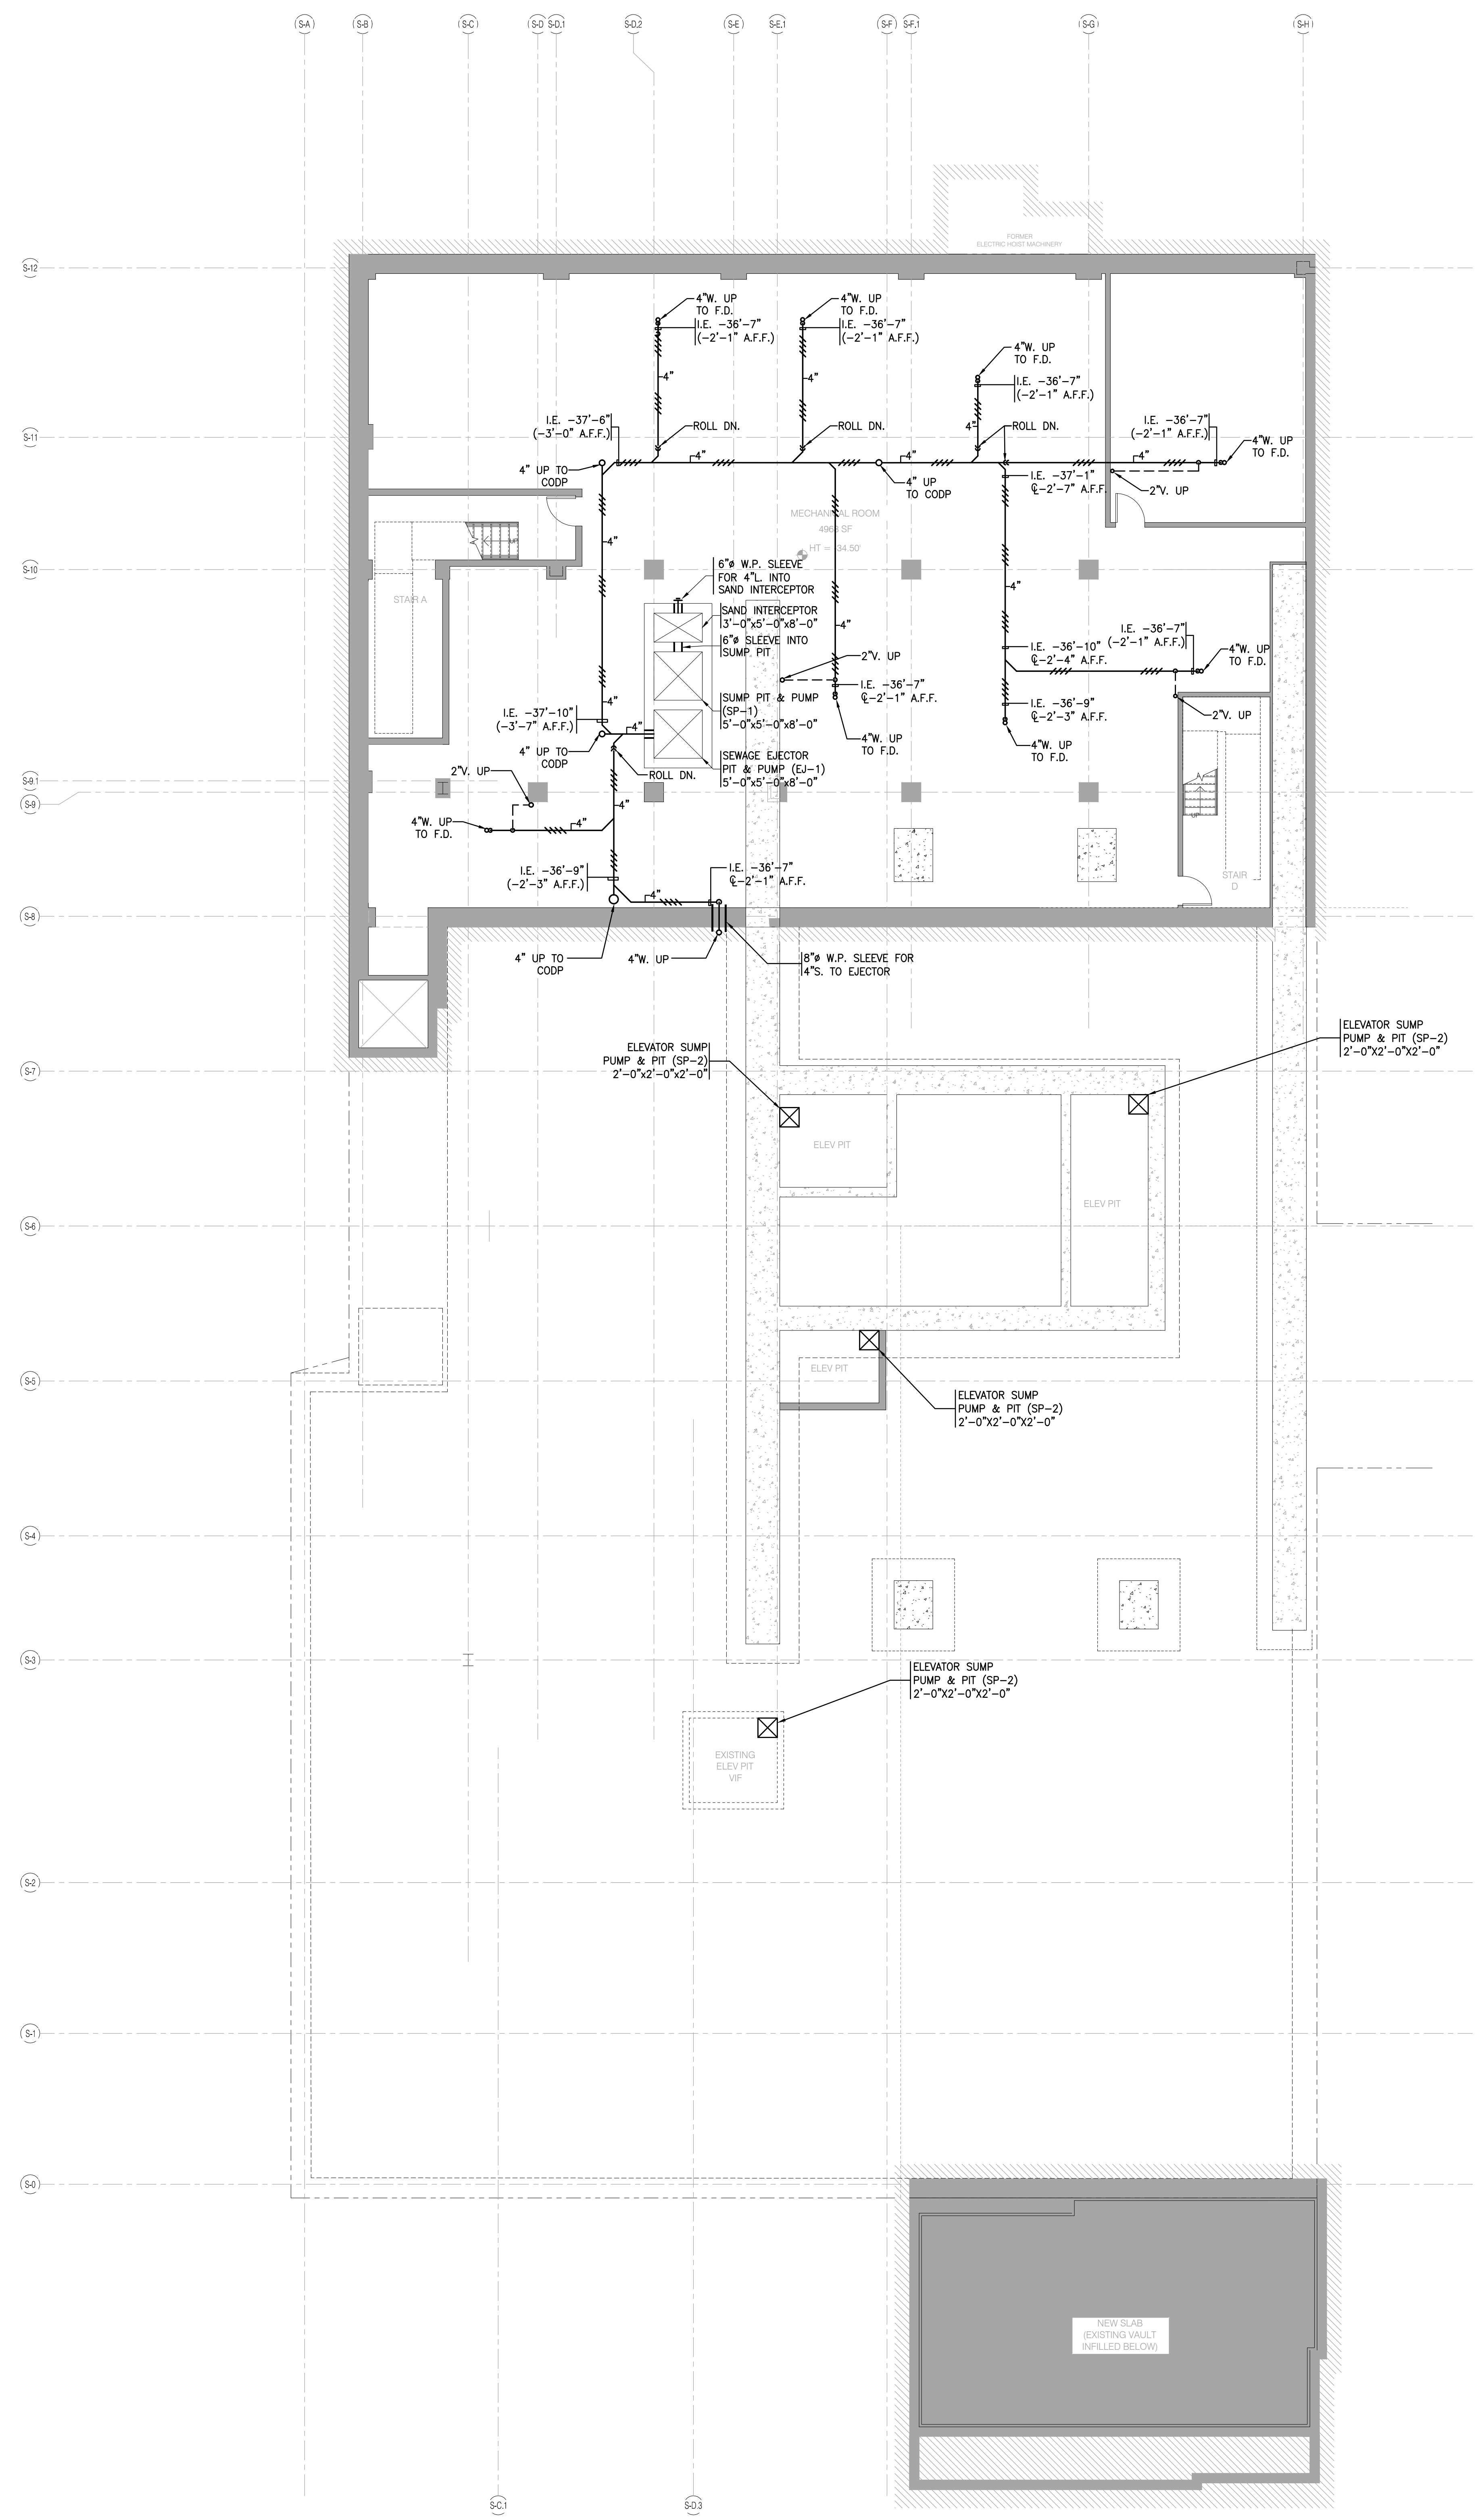 S-A
S-B
S-C
S-D
S-D.1
S-D.2
S-E
S-E.1
S-F
S-F.1
S-G
S-H
FORMER
ELECTRIC HOIST MACHINERY
S-12
4"W. UP
TO F.D.
I.E. -36'-7"
(-2'-1" A.F.F.)
4"W. UP
TO F.D.
I.E. -36'-7"
(-2'-1" A.F.F.)
4"W. UP
TO F.D.
I.E. -36'-7"
(-2'-1" A.F.F.)
4"
4"
4"
S-11
I.E. -37'-6"
(-3'-0" A.F.F.)
ROLL DN.
ROLL DN.
ROLL DN.
I.E. -36'-7"
(-2'-1" A.F.F.)
4"W. UP
TO F.D.
4"
4"
4"
4" UP TO
CODP
4" UP
TO CODP
I.E. -37'-1"
℄-2'-7" A.F.F.
2"V. UP
MECHANICAL ROOM
SF
UP
4"
S-10
6"ø W.P. SLEEVE
FOR 4"L. INTO
SAND INTERCEPTOR
4"
STAIR A
SAND INTERCEPTOR
3'-0"x5'-0"x8'-0"
4"
6"ø SLEEVE INTO
SUMP PIT
I.E. -36'-10"
℄-2'-4" A.F.F.
I.E. -36'-7"
(-2'-1" A.F.F.)
4"W. UP
TO F.D.
2"V. UP
I.E. -36'-7"
℄-2'-1" A.F.F.
4"
SUMP PIT & PUMP
(SP-1)
5'-0"x5'-0"x8'-0"
I.E. -36'-9"
℄-2'-3" A.F.F.
2"V. UP
I.E. -37'-10"
(-3'-7" A.F.F.)
4"
4" UP TO
CODP
4"W. UP
TO F.D.
4"W. UP
TO F.D.
SEWAGE EJECTOR
PIT & PUMP (EJ-1)
5'-0"x5'-0"x8'-0"
S-9.1
2"V. UP
ROLL DN.
S-9
4"
UP
4"W. UP
TO F.D.
4"
I.E. -36'-9"
(-2'-3" A.F.F.)
I.E. -36'-7"
℄-2'-1" A.F.F.
STAIR
D
4"
S-8
4" UP TO
CODP
4"W. UP
8"ø W.P. SLEEVE FOR
4"S. TO EJECTOR
ELEVATOR SUMP
PUMP & PIT (SP-2)
2'-0"X2'-0"X2'-0"
ELEVATOR SUMP
PUMP & PIT (SP-2)
2'-0"x2'-0"x2'-0"
S-7
ELEV PIT
ELEV PIT
S-6
ELEV PIT
S-5
ELEVATOR SUMP
PUMP & PIT (SP-2)
2'-0"X2'-0"X2'-0"
S-4
S-3
ELEVATOR SUMP
PUMP & PIT (SP-2)
2'-0"X2'-0"X2'-0"
EXISTING
ELEV PIT
VIF
S-2
S-1
S-0
NEW SLAB
(EXISTING VAULT
INFILLED BELOW)
S-C.1
S-D.3